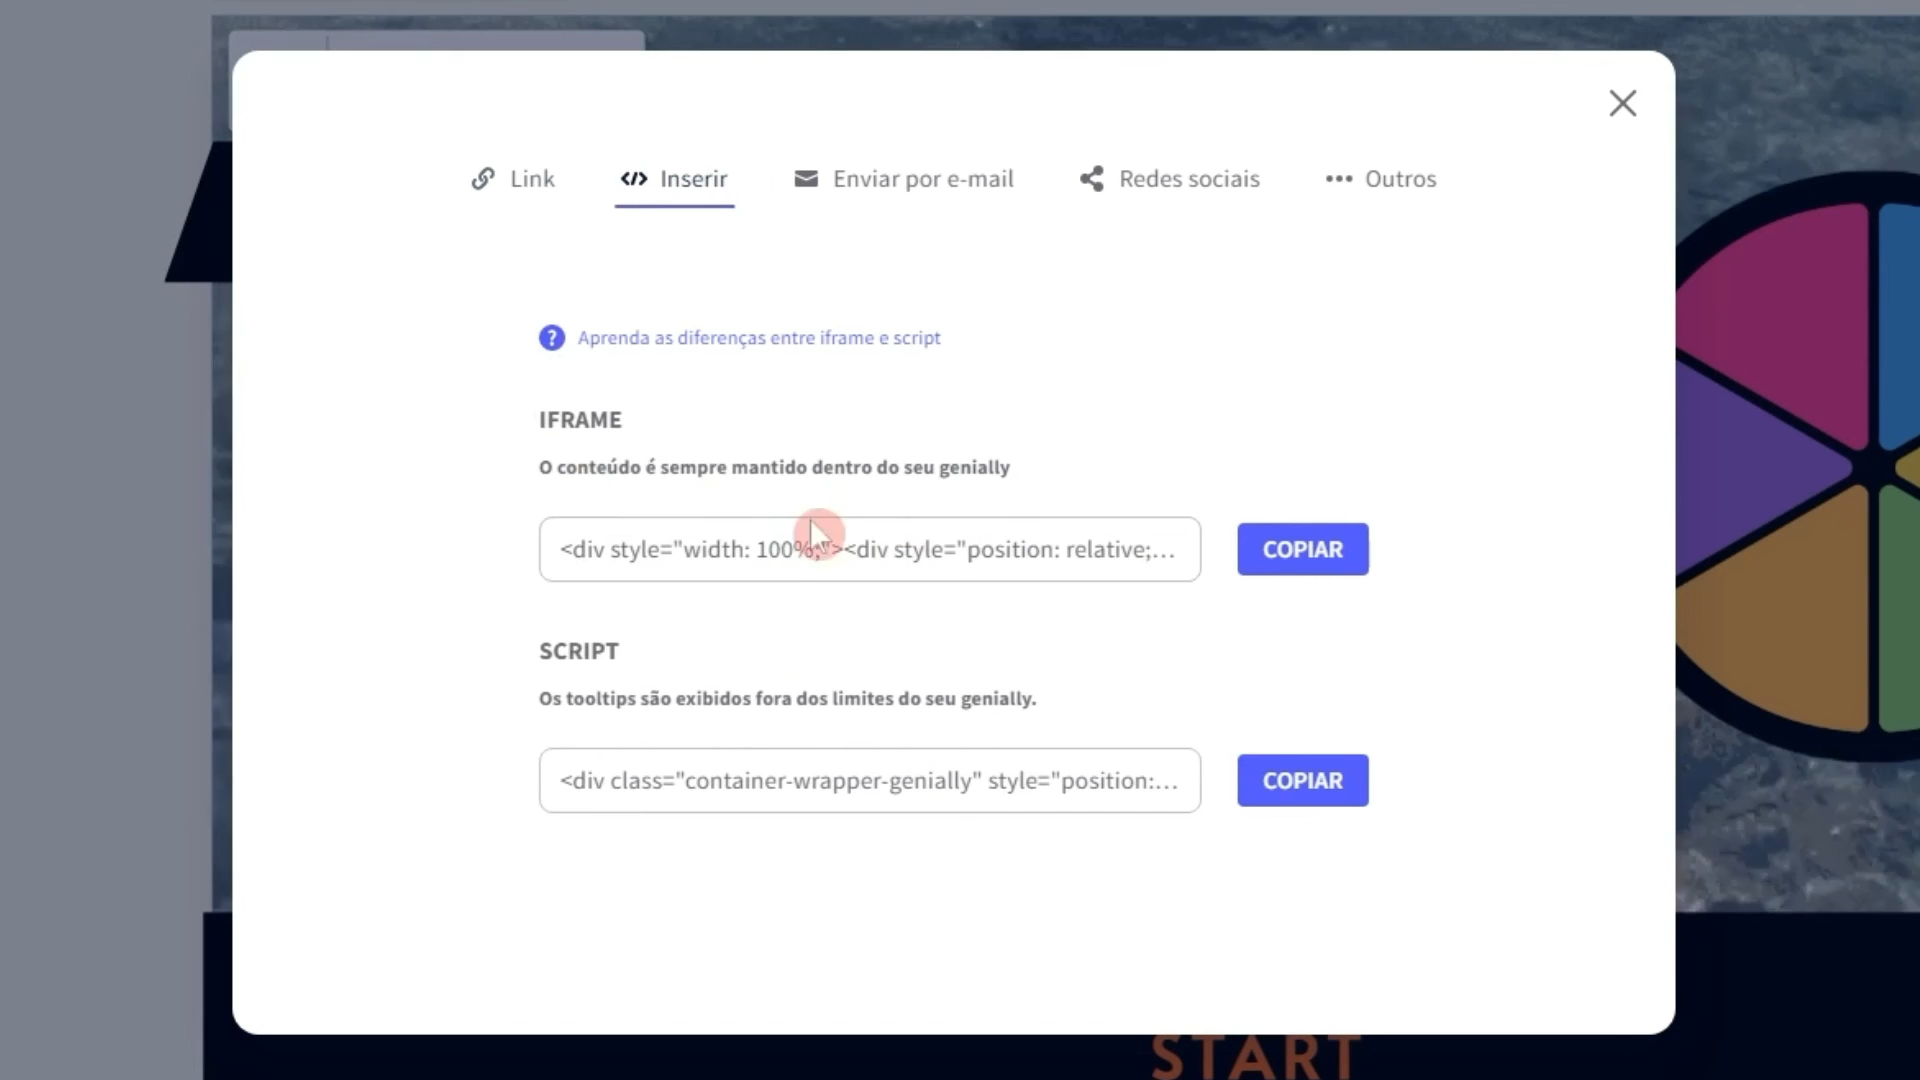 Link
Inserir
Enviar por e-mail
Redes sociais
Outros
Aprenda as diferenças entre iframe e script
IFRAME
O conteúdo é sempre mantido dentro do seu genially
<div style="width: 100%;"><div style="position: relative;...
COPIAR
SCRIPT
Os tooltips são exibidos fora dos limites do seu genially.
<div class="container-wrapper-genially" style="position:...
COPIAR
START